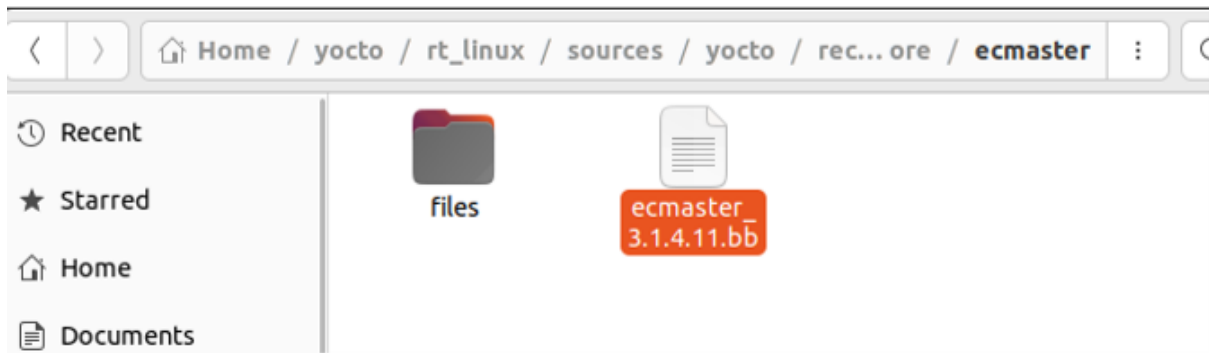 Home / yocto / rt_linux / sources / yocto / rec... ore / ecmaster
Recent
Starred
Home
Documents
files
ecmaster_
3.1.4.11.bb